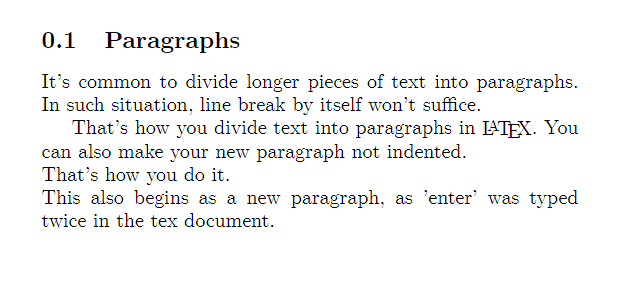 0.1 Paragraphs
It's common to divide longer pieces of text into paragraphs.
In such situation, line break by itself won't suffice.
That's how you divide text into paragraphs in LATEX. You
can also make your new paragraph not indented.
That's how you do it.
This also begins as a new paragraph, as 'enter' was typed
twice in the tex document.